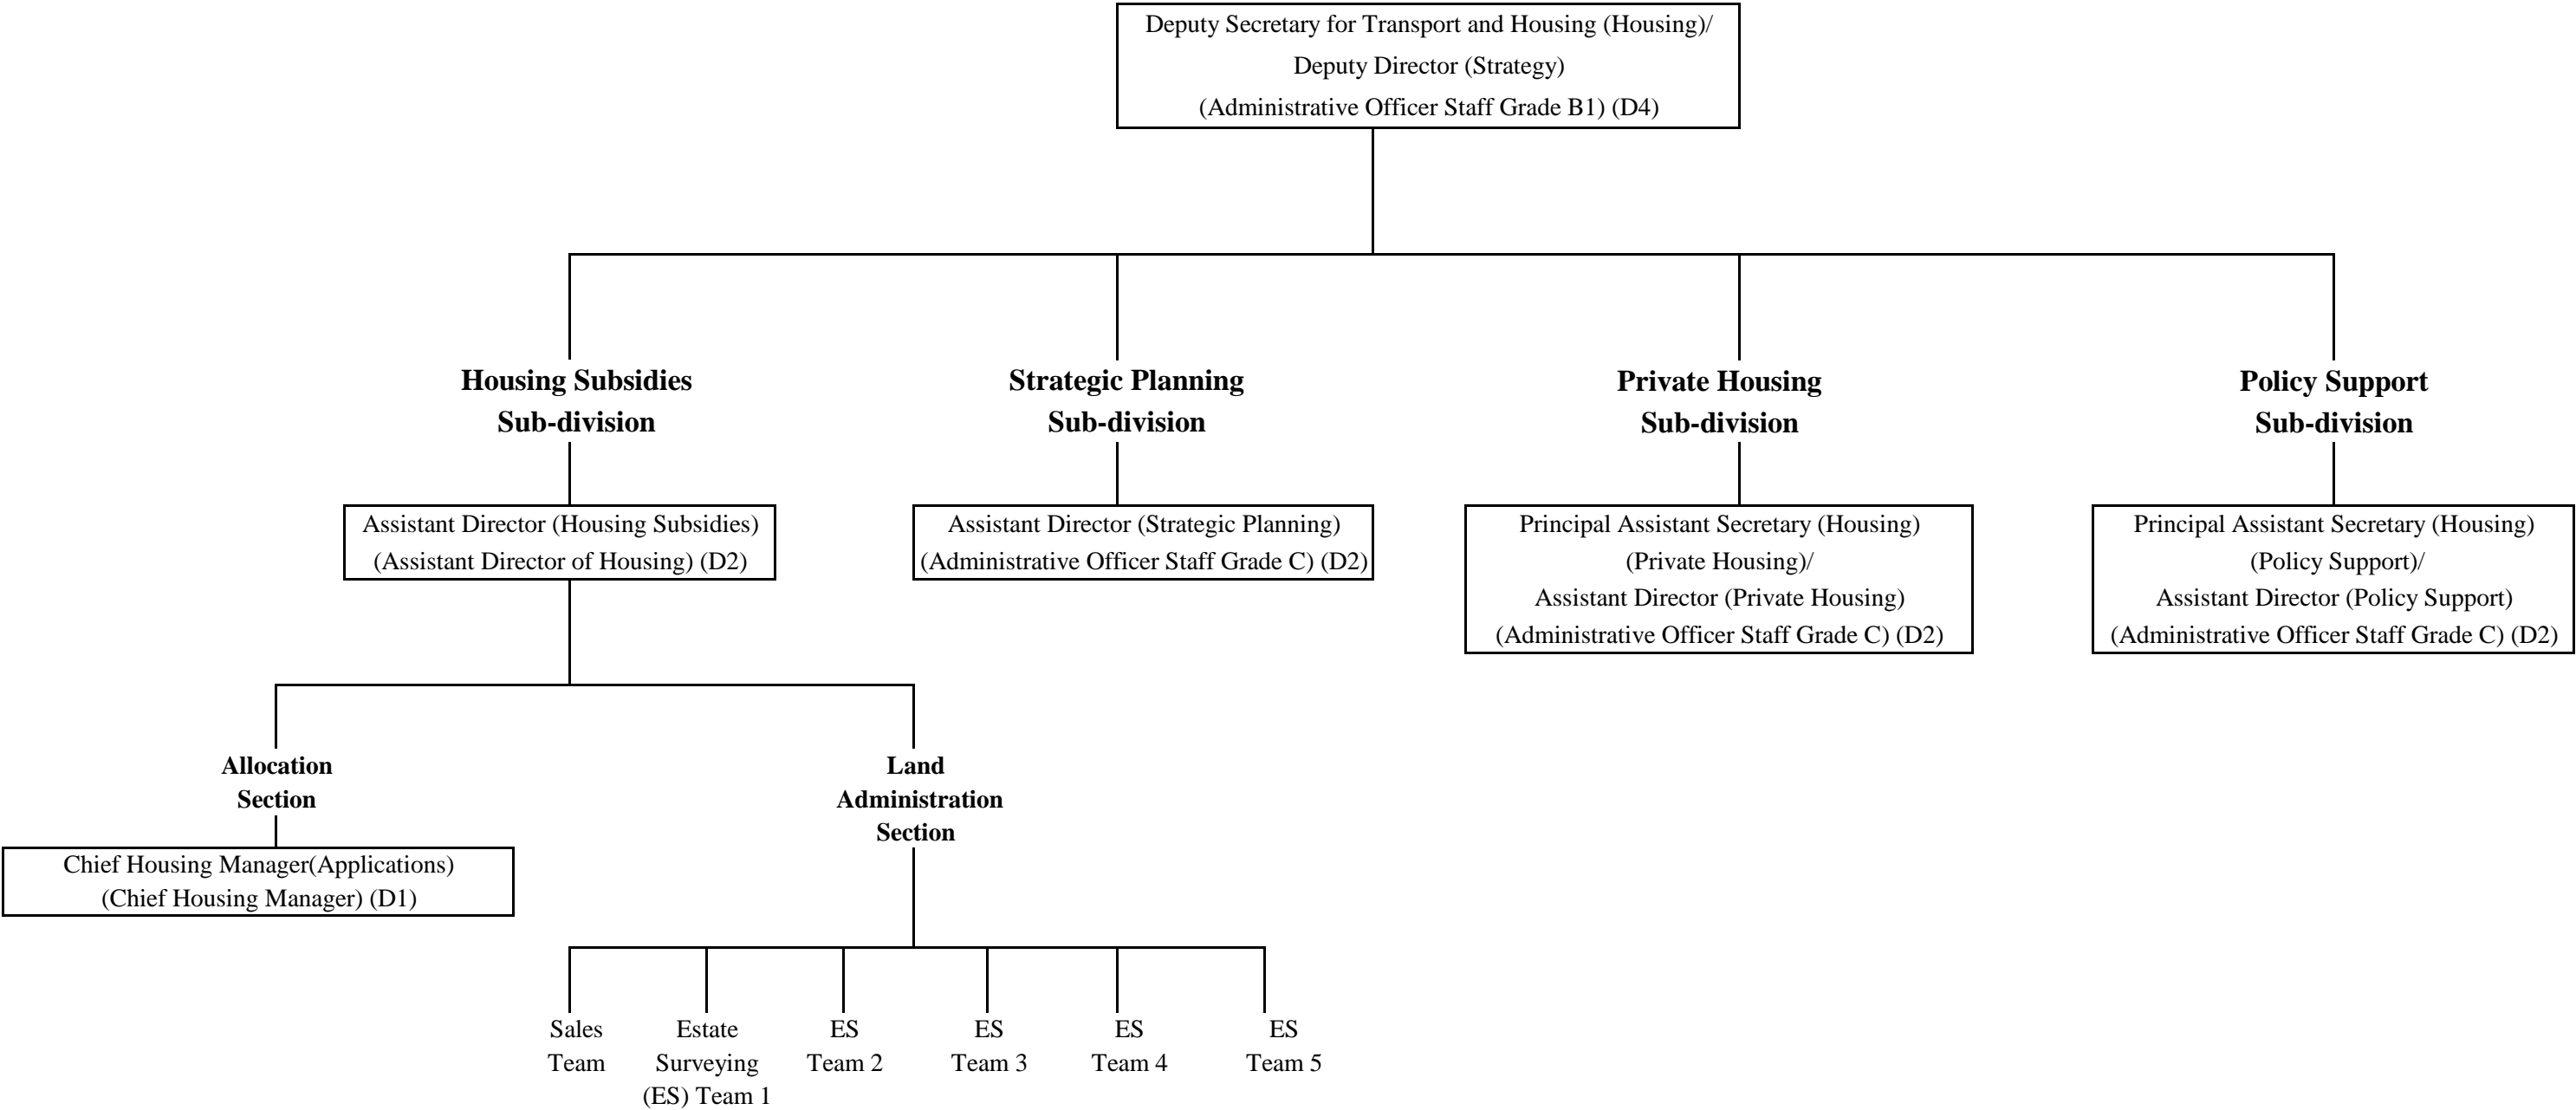 Deputy Secretary for Transport and Housing (Housing)/
Deputy Director (Strategy)
(Administrative Officer Staff Grade B1) (D4)
Housing Subsidies
Sub-division
Strategic Planning
Sub-division
Private Housing
Sub-division
Policy Support
Sub-division
Assistant Director (Housing Subsidies)
(Assistant Director of Housing) (D2)
Assistant Director (Strategic Planning)
(Administrative Officer Staff Grade C) (D2)
Principal Assistant Secretary (Housing)
(Private Housing)/
Assistant Director (Private Housing)
(Administrative Officer Staff Grade C) (D2)
Principal Assistant Secretary (Housing)
(Policy Support)/
Assistant Director (Policy Support)
(Administrative Officer Staff Grade C) (D2)
Allocation
Section
Land
Administration
Section
Chief Housing Manager(Applications)
(Chief Housing Manager) (D1)
Sales
Team
Estate
Surveying
(ES) Team 1
ES
Team 2
ES
Team 3
ES
Team 4
ES
Team 5